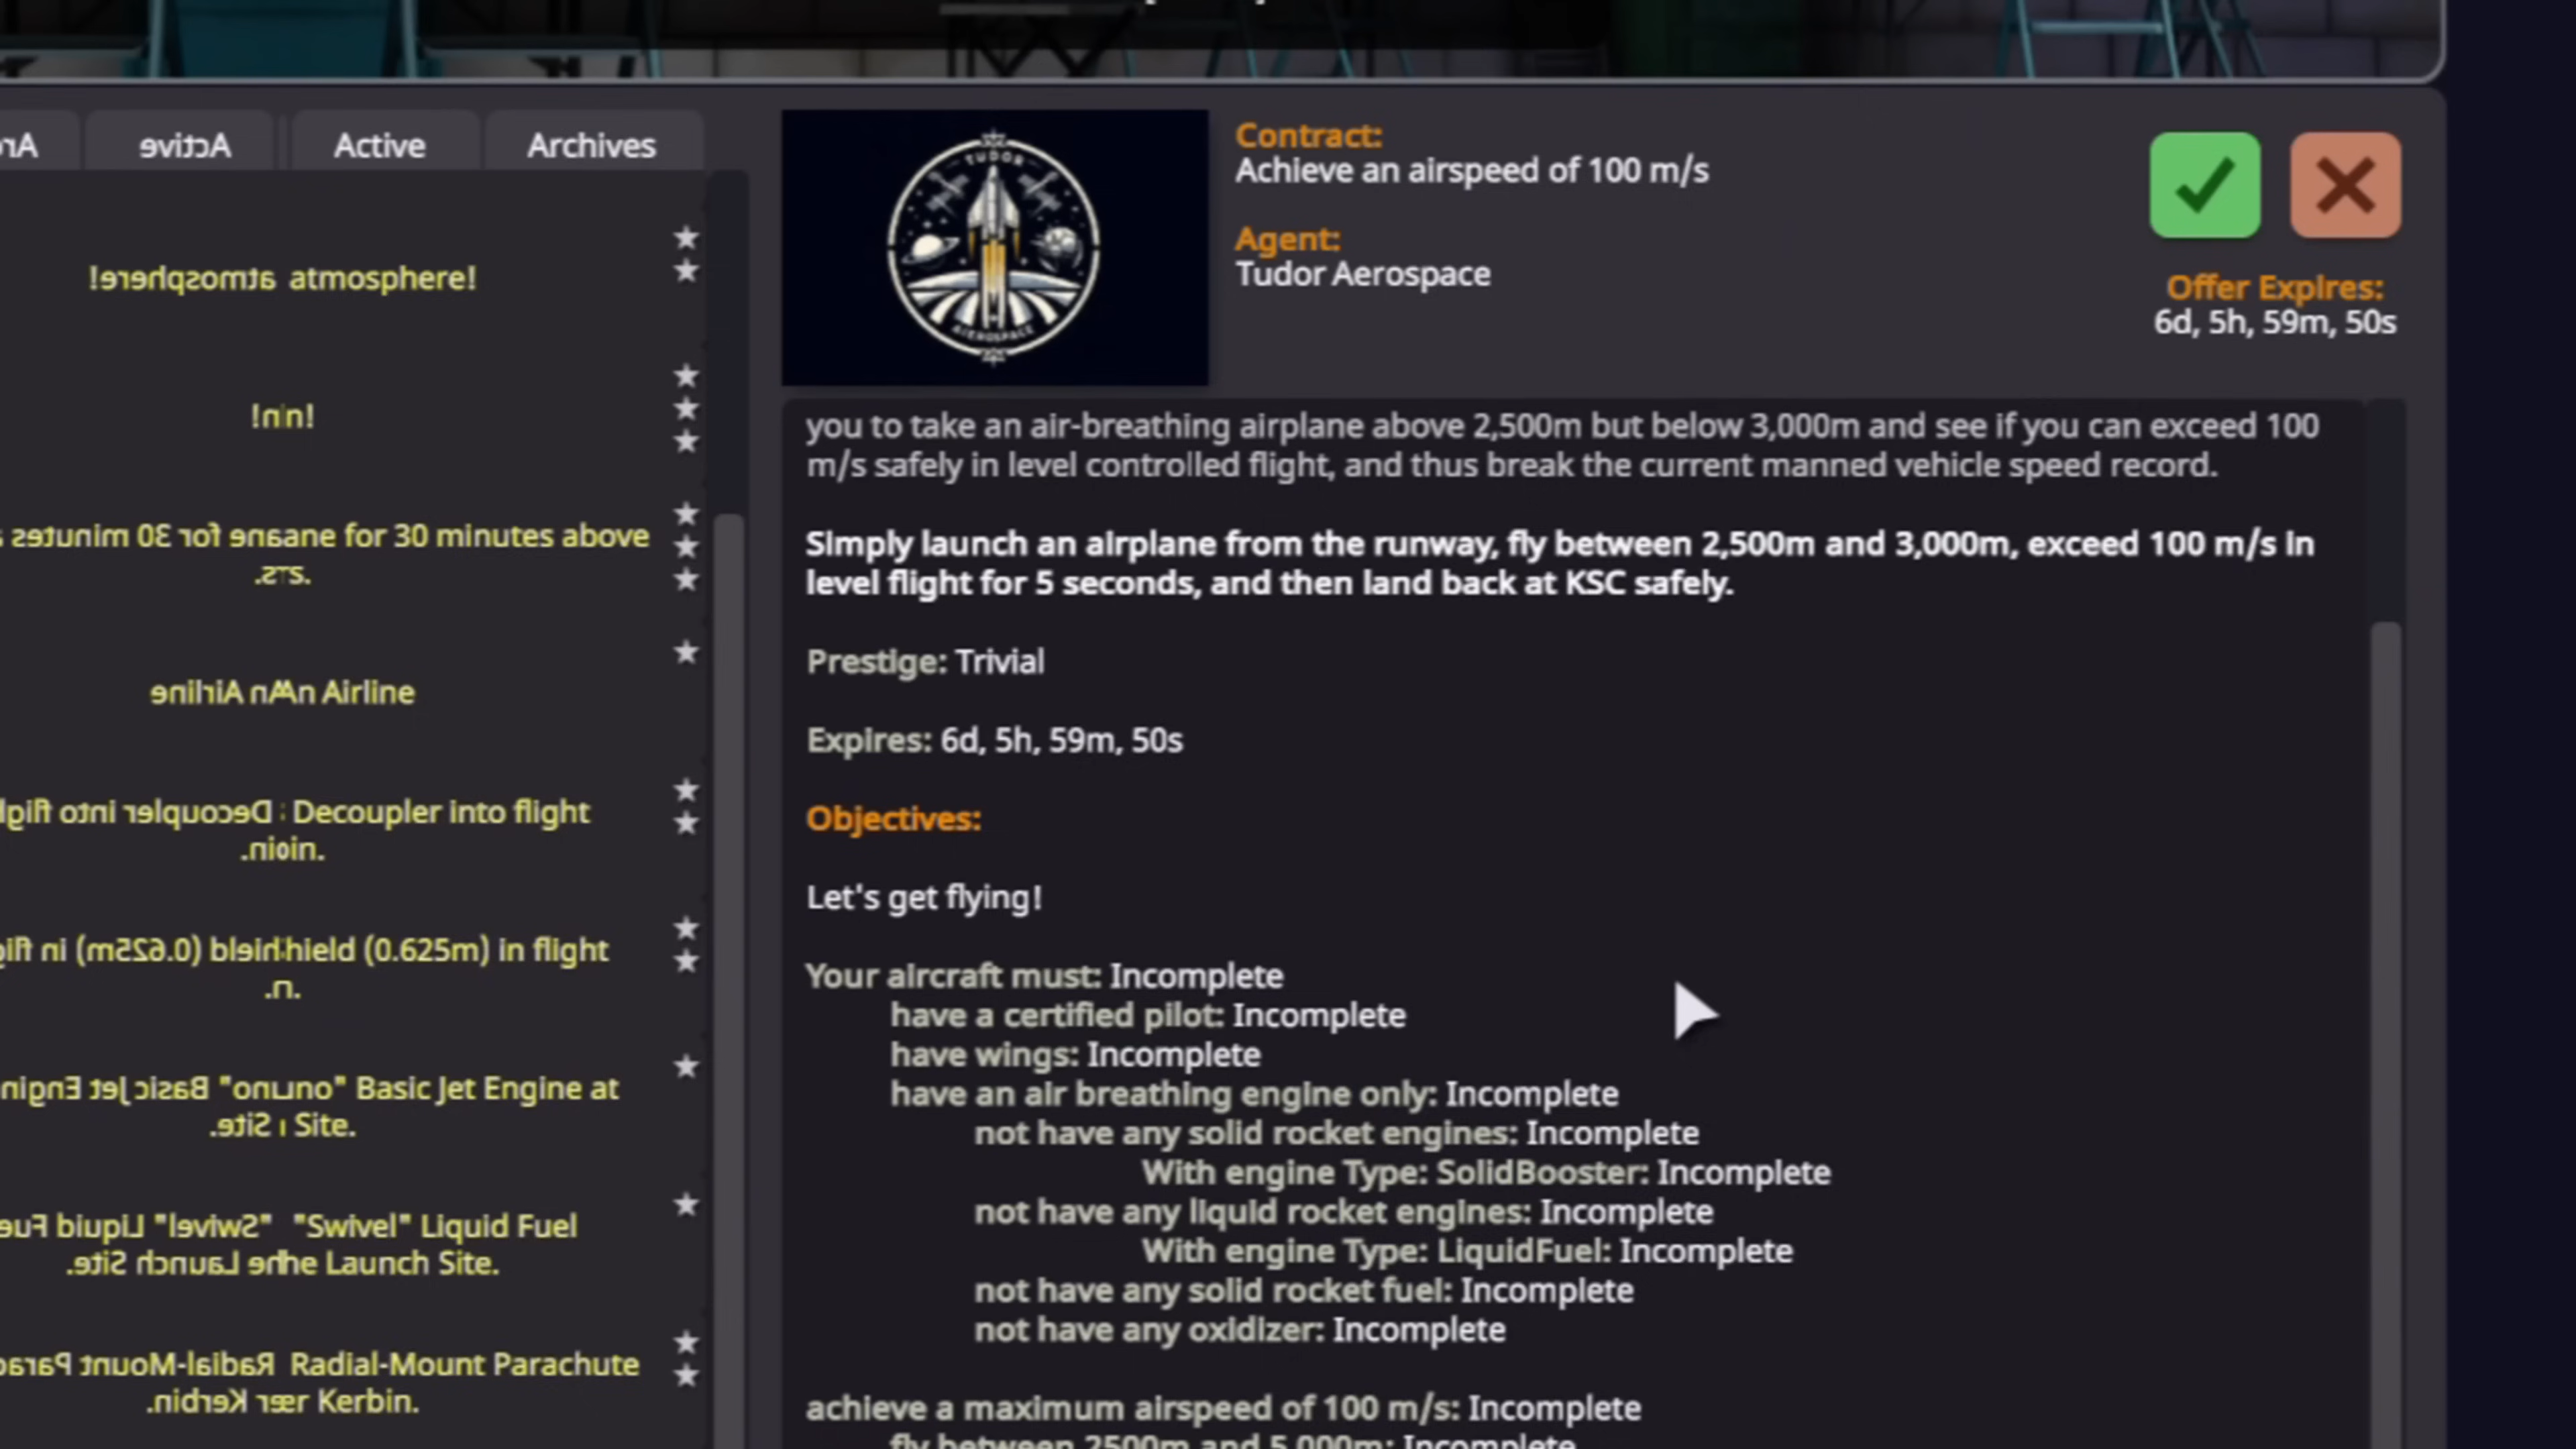 Active
Archives
atmosphere!
for 30 minutes above
Airline
Decoupler into flight
(0.625m) in flight
Basic Jet Engine at
Site.
"Swivel" Liquid Fuel
Launch Site.
Radial-Mount Parachute
Kerbin.
TUDOR
AEROSPACE
Contract:
Achieve an airspeed of 100 m/s
Agent:
Tudor Aerospace
Offer Expires:
6d, 5h, 59m, 50s
you to take an air-breathing airplane above 2,500m but below 3,000m and see if you can exceed 100
m/s safely in level controlled flight, and thus break the current manned vehicle speed record.
Simply launch an airplane from the runway, fly between 2,500m and 3,000m, exceed 100 m/s in
level flight for 5 seconds, and then land back at KSC safely.
Prestige: Trivial
Expires: 6d, 5h, 59m, 50s
Objectives:
Let's get flying!
Your aircraft must: Incomplete
have a certified pilot: Incomplete
have wings: Incomplete
have an air breathing engine only: Incomplete
not have any solid rocket engines: Incomplete
With engine Type: SolidBooster: Incomplete
not have any liquid rocket engines: Incomplete
With engine Type: LiquidFuel: Incomplete
not have any solid rocket fuel: Incomplete
not have any oxidizer: Incomplete
achieve a maximum airspeed of 100 m/s: Incomplete
fly between 2500m and 5,000m: Incomplete